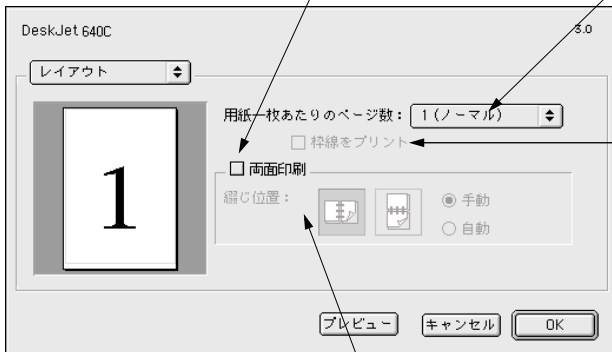 DeskJet 640C 3.0
レイアウト
用紙一枚あたりのページ数： 1（ノーマル）
枠線をプリント
1
両面印刷
綴じ位置：
手動
自動
プレビュー キャンセル OK